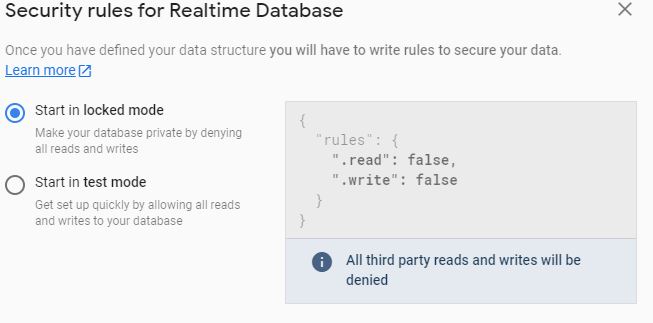 Security rules for Realtime Database
Once you have defined your data structure you will have to write rules to secure your data.
Learn more
Start in locked mode
Make your database private by denying
all reads and writes
Start in test mode
Get set up quickly by allowing all reads
and writes to your database
{
"rules": {
".read": false,
".write": false
}
}
All third party reads and writes will be
denied